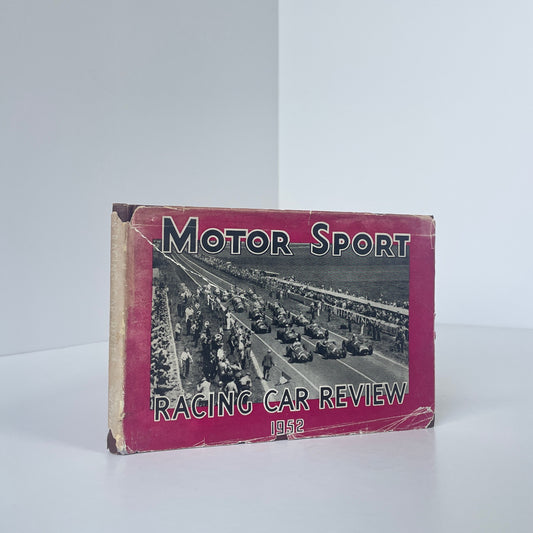 MOTOR SPORT
RACING CAR REVIEW
1952